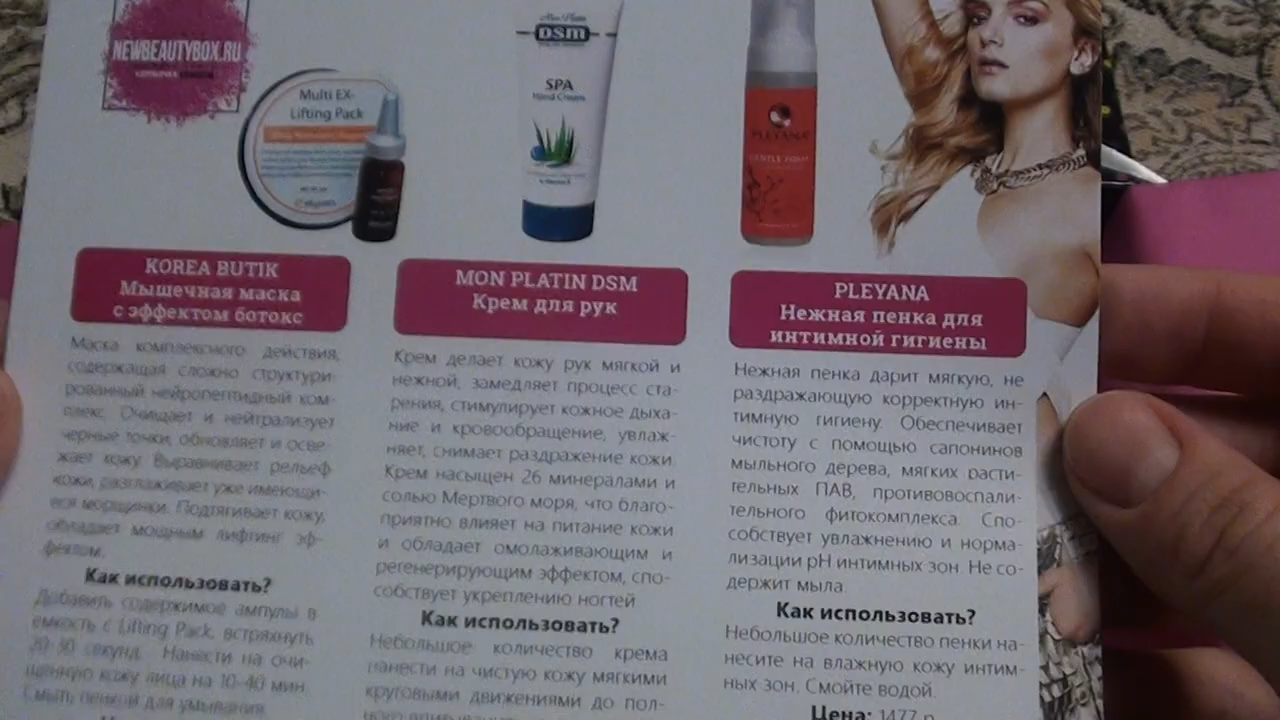 NEWBEAUTYBOX.RU
Multi EX-
Lifting Pack
DSM
SPA
Hand Cream
PLEYANA
GENTLE FOAM
KOREA BUTIK
Мышечная маска
с эффектом ботокс
Маска комплексного действия,
содержащая сложно структури-
рованный нейропептидный ком-
плекс. Очищает и нейтрализует
черные точки, обновляет и осве-
жает кожу. Выравнивает рельеф
кожи, разглаживает уже имеющи-
еся морщинки. Подтягивает кожу,
обладает мощным лифтинг эф-
фектом.
Как использовать?
Добавить содержимое ампулы в
емкость с Lifting Pack, встряхнуть
20-30 секунд. Нанести на очи-
щенную кожу лица на 10-40 мин.
Смыть пенкой для умывания.
MON PLATIN DSM
Крем для рук
Крем делает кожу рук мягкой и
нежной, замедляет процесс ста-
рения, стимулирует кожное дыха-
ние и кровообращение, увлаж-
няет, снимает раздражение кожи.
Крем насыщен 26 минералами и
солью Мертвого моря, что благо-
приятно влияет на питание кожи
и обладает омолаживающим и
регенерирующим эффектом, спо-
собствует укреплению ногтей
Как использовать?
Небольшое количество крема
нанести на чистую кожу мягкими
круговыми движениями до пол-
PLEYANA
Нежная пенка для
интимной гигиены
Нежная пенка дарит мягкую, не
раздражающую корректную ин-
тимную гигиену. Обеспечивает
чистоту с помощью сапонинов
мыльного дерева, мягких расти-
тельных ПАВ, противовоспали-
тельного фитокомплекса. Спо-
собствует увлажнению и норма-
лизации pH интимных зон. Не со-
держит мыла.
Как использовать?
Небольшое количество пенки на-
несите на влажную кожу интим-
ных зон. Смойте водой.
Цена: 1477 р.